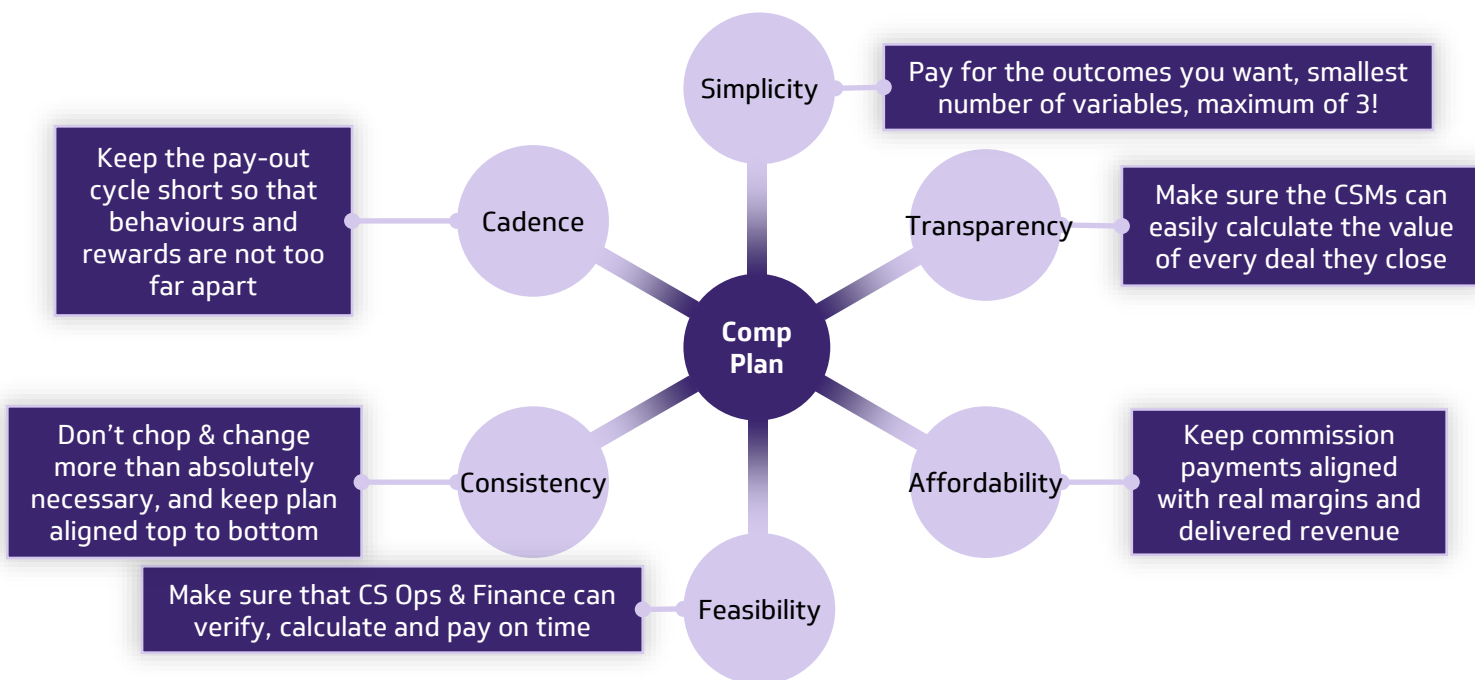 Simplicity
Pay for the outcomes you want, smallest
number of variables, maximum of 3!
Transparency
Make sure the CSMs can
easily calculate the value
of every deal they close
Affordability
Keep commission
payments aligned
with real margins and
delivered revenue
Feasibility
Make sure that CS Ops & Finance can
verify, calculate and pay on time
Consistency
Don’t chop & change
more than absolutely
necessary, and keep plan
aligned top to bottom
Cadence
Keep the pay-out
cycle short so that
behaviours and
rewards are not too
far apart
Comp
Plan